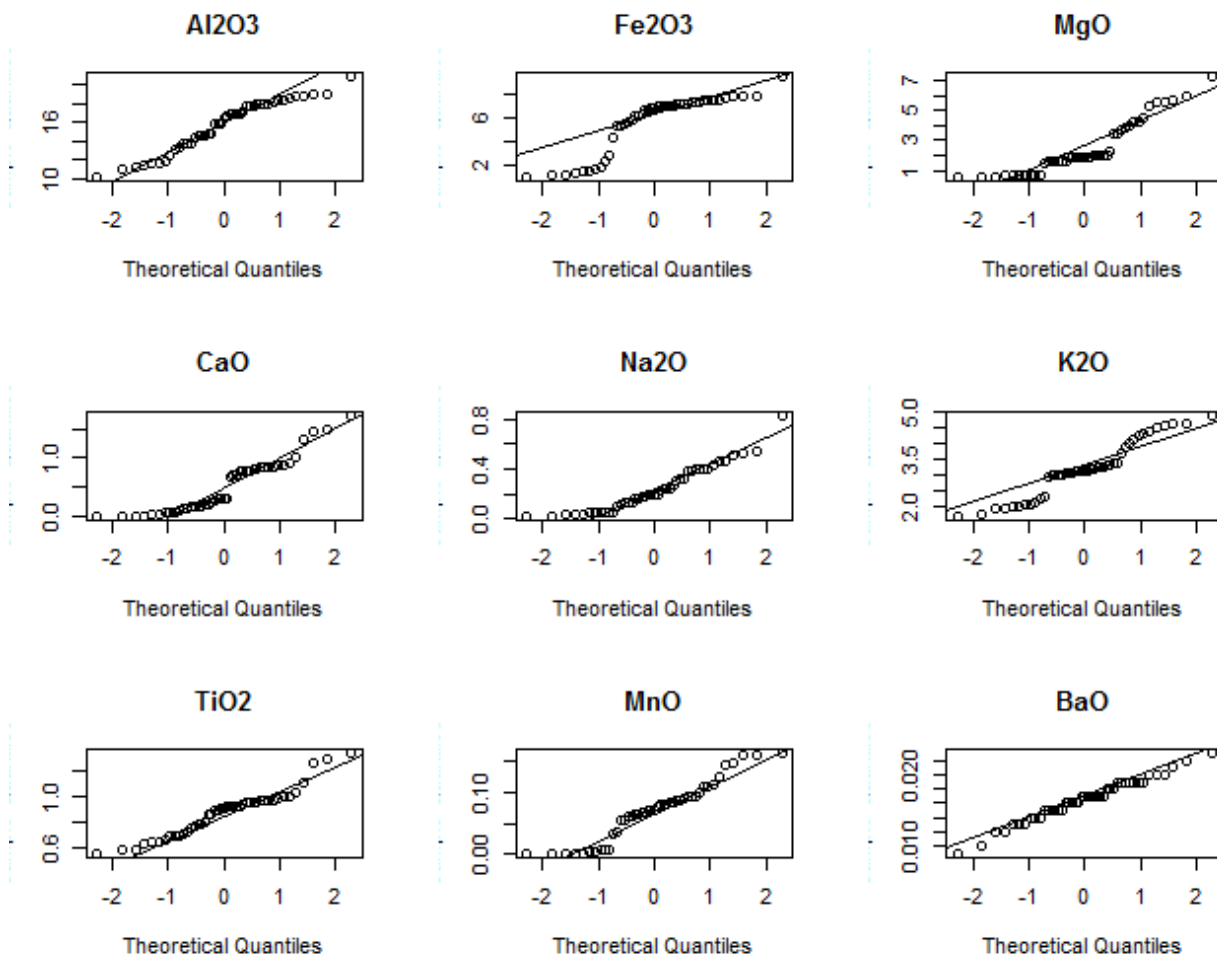 Al2O3 Fe2O3 MgO
10 16
2 6
1 3 5 7
-2 -1 0 1 2 -2 -1 0 1 2 -2 -1 0 1 2
Theoretical Quantiles Theoretical Quantiles Theoretical Quantiles
CaO Na2O K2O
0.0 1.0
0.0 0.4 0.8
2.0 3.5 5.0
-2 -1 0 1 2 -2 -1 0 1 2 -2 -1 0 1 2
Theoretical Quantiles Theoretical Quantiles Theoretical Quantiles
TiO2 MnO BaO
0.6 1.0
0.00 0.10
0.010 0.020
-2 -1 0 1 2 -2 -1 0 1 2 -2 -1 0 1 2
Theoretical Quantiles Theoretical Quantiles Theoretical Quantiles